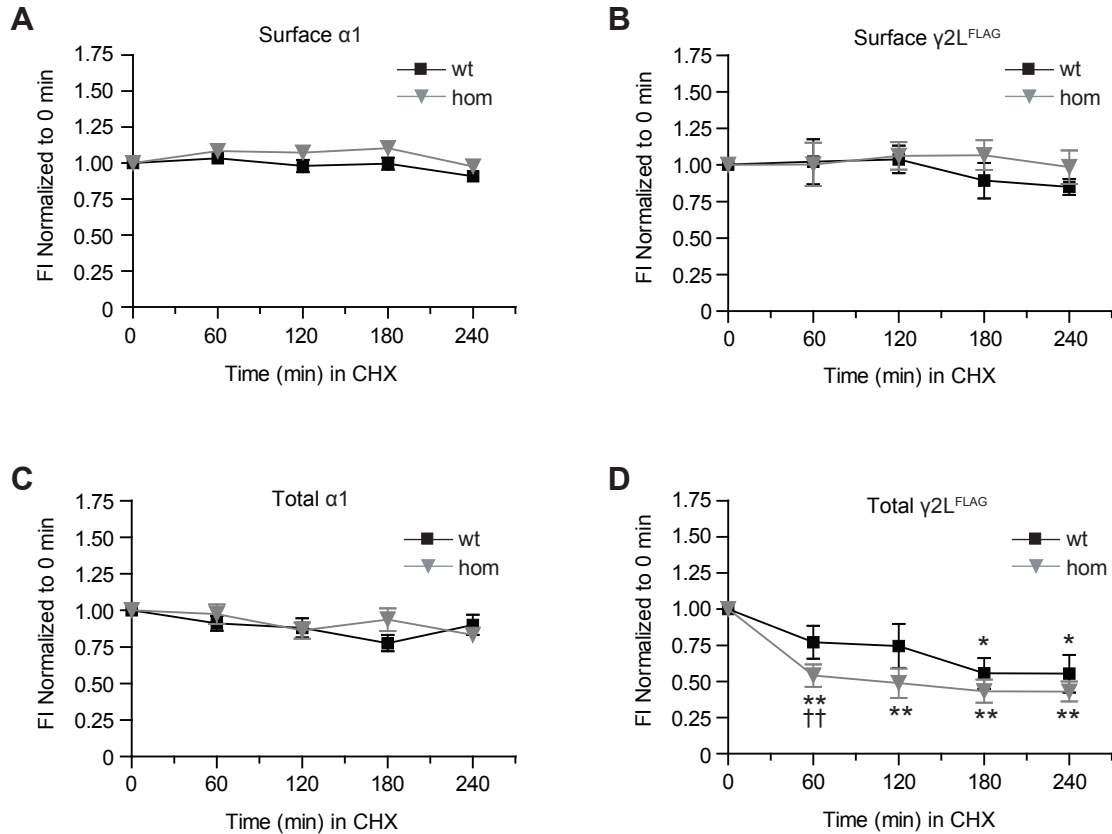 A
Surface α1
1.75
1.50
1.25
1.00
0.75
0.50
0.25
0
FI Normalized to 0 min
wt
hom
0 60 120 180 240
Time (min) in CHX
B
Surface γ2L^FLAG
1.75
1.50
1.25
1.00
0.75
0.50
0.25
0
FI Normalized to 0 min
wt
hom
0 60 120 180 240
Time (min) in CHX
C
Total α1
1.75
1.50
1.25
1.00
0.75
0.50
0.25
0
FI Normalized to 0 min
wt
hom
0 60 120 180 240
Time (min) in CHX
D
Total γ2L^FLAG
1.75
1.50
1.25
1.00
0.75
0.50
0.25
0
FI Normalized to 0 min
wt
hom
* *
** ** ** **
††
0 60 120 180 240
Time (min) in CHX